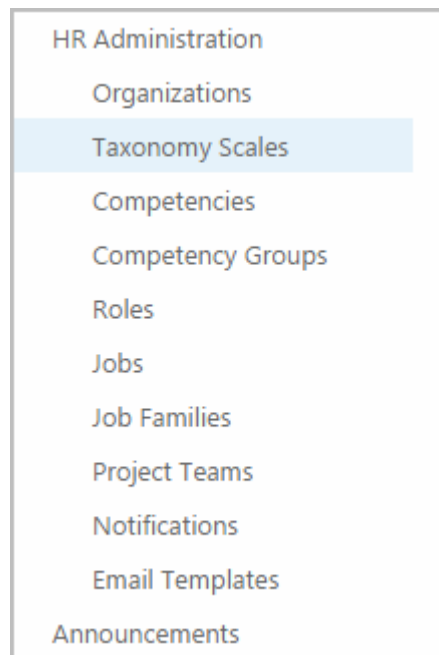 HR Administration
Organizations
Taxonomy Scales
Competencies
Competency Groups
Roles
Jobs
Job Families
Project Teams
Notifications
Email Templates
Announcements